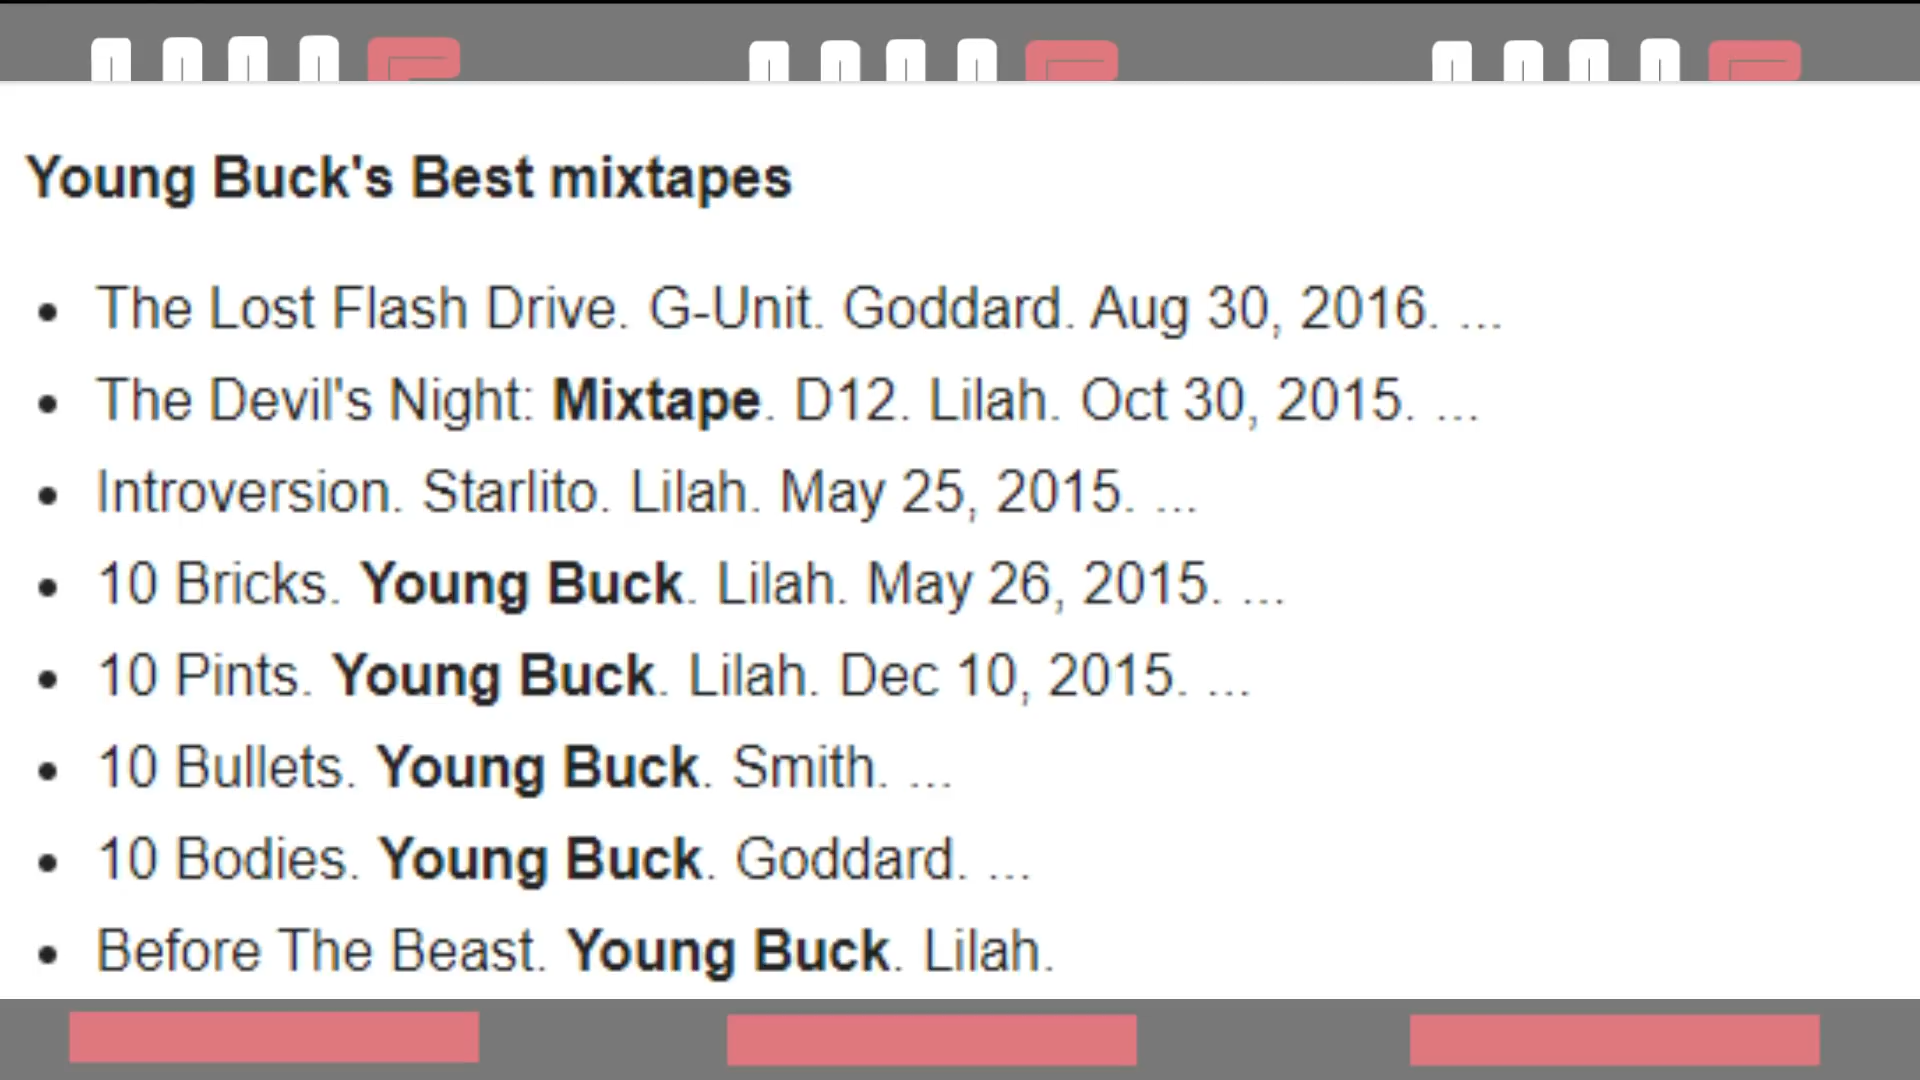 Young Buck's Best mixtapes
The Lost Flash Drive. G-Unit. Goddard. Aug 30, 2016. ...
The Devil's Night: Mixtape. D12. Lilah. Oct 30, 2015. ...
Introversion. Starlito. Lilah. May 25, 2015. ...
10 Bricks. Young Buck. Lilah. May 26, 2015. ...
10 Pints. Young Buck. Lilah. Dec 10, 2015. ...
10 Bullets. Young Buck. Smith. ...
10 Bodies. Young Buck. Goddard. ...
Before The Beast. Young Buck. Lilah.